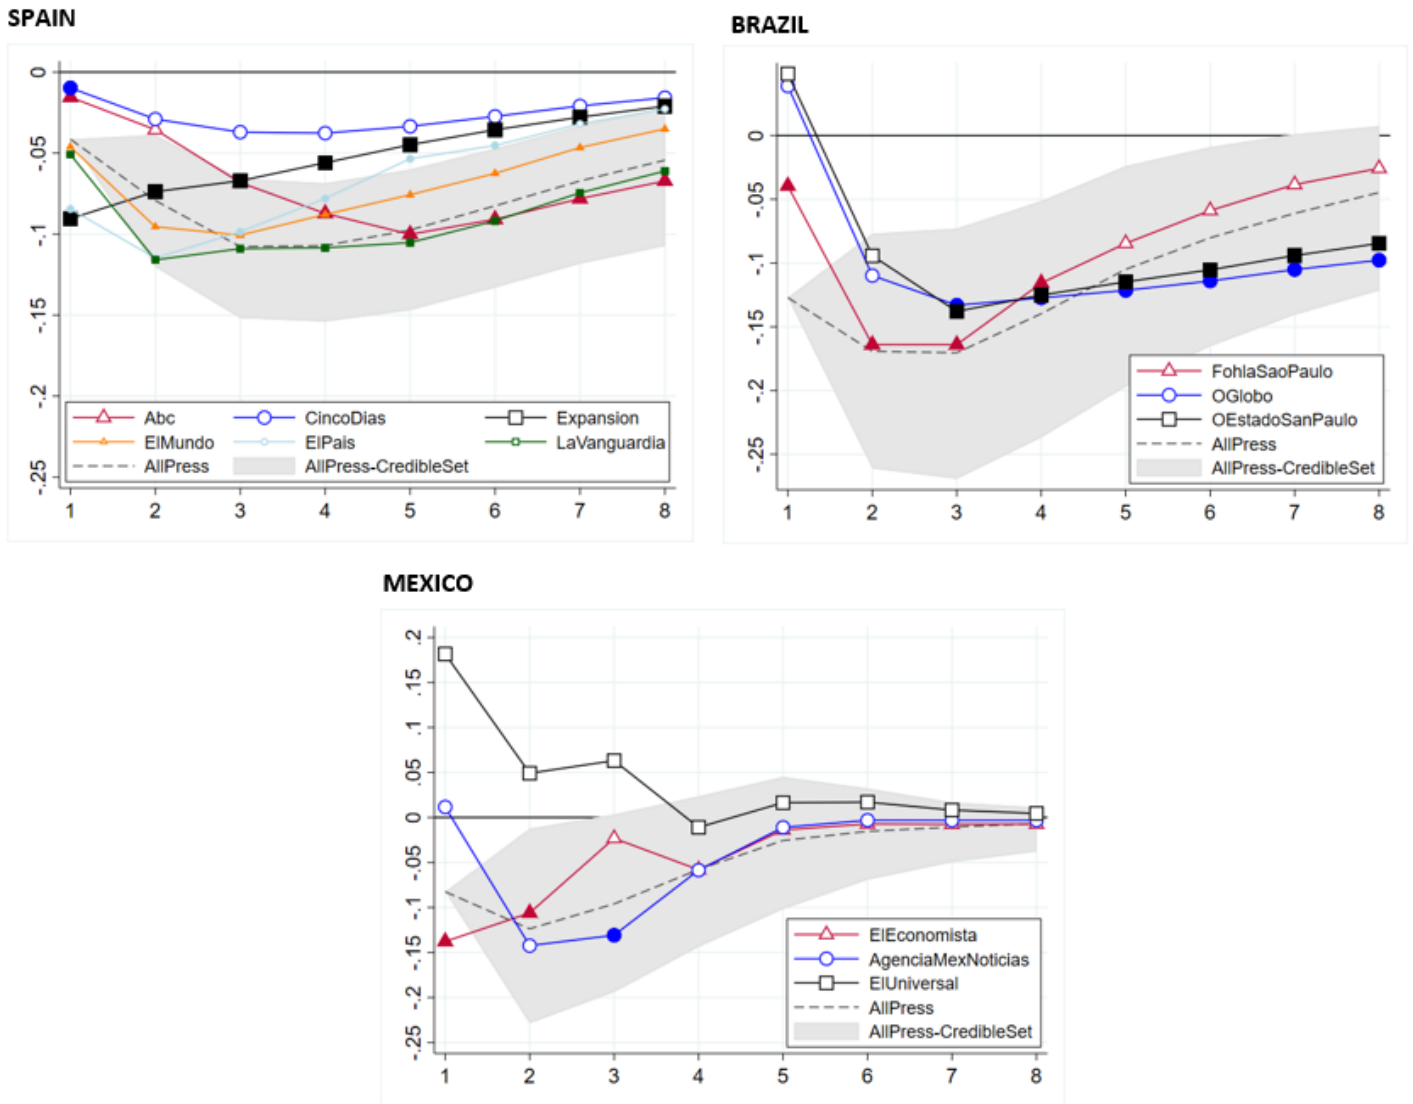 SPAIN
0
-.05
-.1
-.15
-.2
-.25
Abc CincoDias Expansion
ElMundo ElPais LaVanguardia
AllPress AllPress-CredibleSet
1 2 3 4 5 6 7 8
BRAZIL
0
-.05
-.1
-.15
-.2
-.25
FohlaSaoPaulo
OGlobo
OEstadoSanPaulo
AllPress
AllPress-CredibleSet
1 2 3 4 5 6 7 8
MEXICO
.2
.15
.1
.05
0
-.05
-.1
-.15
-.2
-.25
ElEconomista
AgenciaMexNoticias
ElUniversal
AllPress
AllPress-CredibleSet
1 2 3 4 5 6 7 8